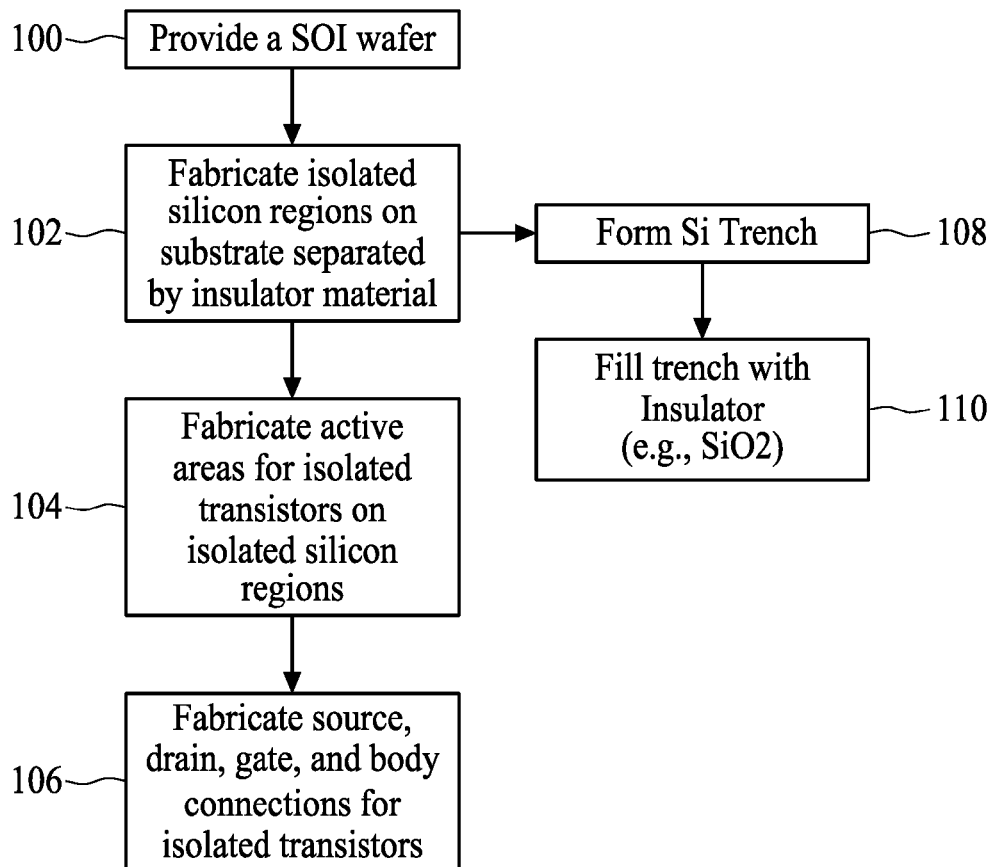 100
Provide a SOI wafer
102
Fabricate isolated
silicon regions on
substrate separated
by insulator material
Form Si Trench
108
Fill trench with
Insulator
(e.g., SiO2)
110
104
Fabricate active
areas for isolated
transistors on
isolated silicon
regions
106
Fabricate source,
drain, gate, and body
connections for
isolated transistors